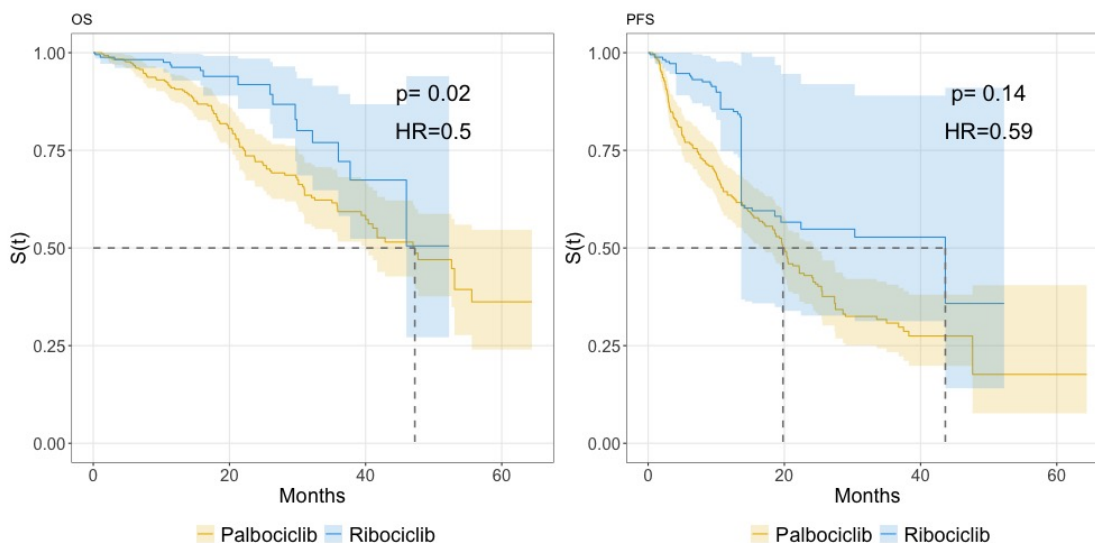 OS
p= 0.02
HR=0.5
S(t)
1.00
0.75
0.50
0.25
0.00
0 20 40 60
Months
Palbociclib Ribociclib
PFS
p= 0.14
HR=0.59
S(t)
1.00
0.75
0.50
0.25
0.00
0 20 40 60
Months
Palbociclib Ribociclib